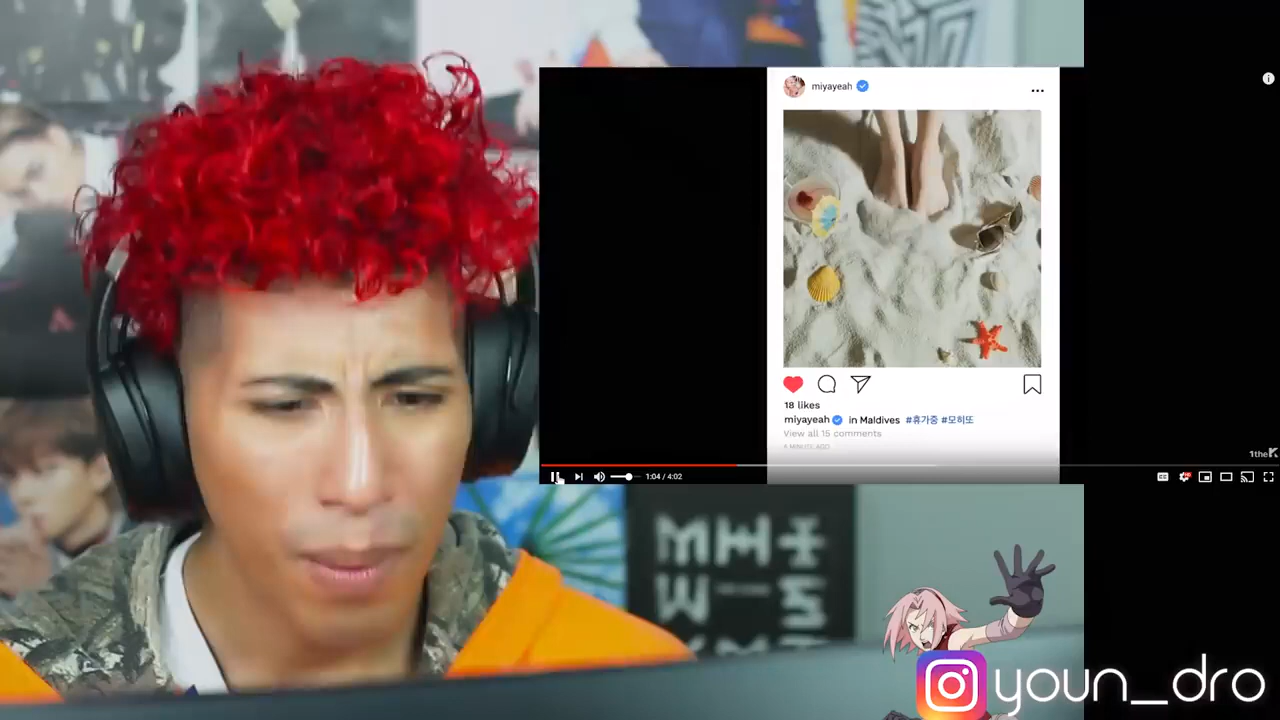 miyayeah
18 likes
miyayeah in Maldives #휴가중 #모히또
View all 15 comments
1theK
1:04 / 4:02
youn_dro